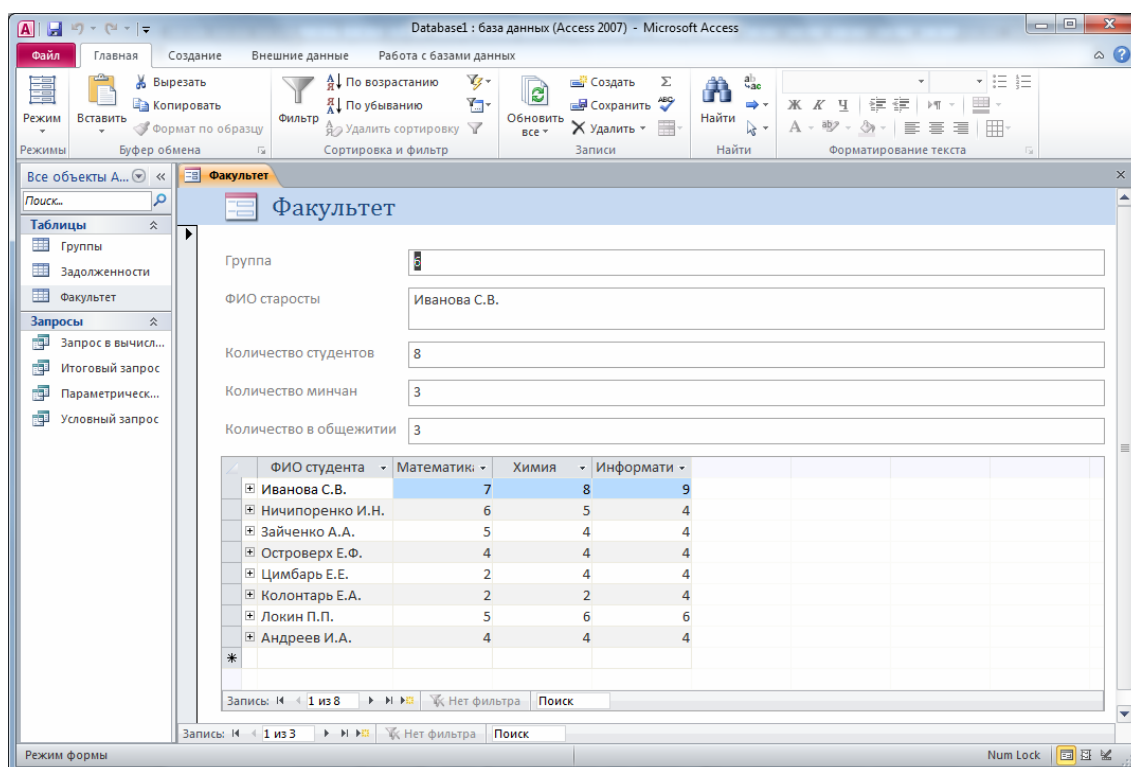 Database1 : база данных (Access 2007) - Microsoft Access
Файл Главная Создание Внешние данные Работа с базами данных
Режим
Вставить
Вырезать
Копировать
Формат по образцу
Фильтр
По возрастанию
По убыванию
Удалить сортировку
Обновить все
Создать
Сохранить
Удалить
Найти
Ж К Ч
Режимы Буфер обмена Сортировка и фильтр Записи Найти Форматирование текста
Все объекты A...
Поиск...
Таблицы
Группы
Задолженности
Факультет
Запросы
Запрос в вычисл...
Итоговый запрос
Параметрическ...
Условный запрос
Факультет
Факультет
Группа 6
ФИО старосты Иванова С.В.
Количество студентов 8
Количество минчан 3
Количество в общежитии 3
ФИО студента Математика Химия Информати
Иванова С.В. 7 8 9
Ничипоренко И.Н. 6 5 4
Зайченко А.А. 5 4 4
Островерх Е.Ф. 4 4 4
Цимбарь Е.Е. 2 4 4
Колонтарь Е.А. 2 2 4
Локин П.П. 5 6 6
Андреев И.А. 4 4 4
Запись: 1 из 8 Нет фильтра Поиск
Запись: 1 из 3 Нет фильтра Поиск
Режим формы Num Lock